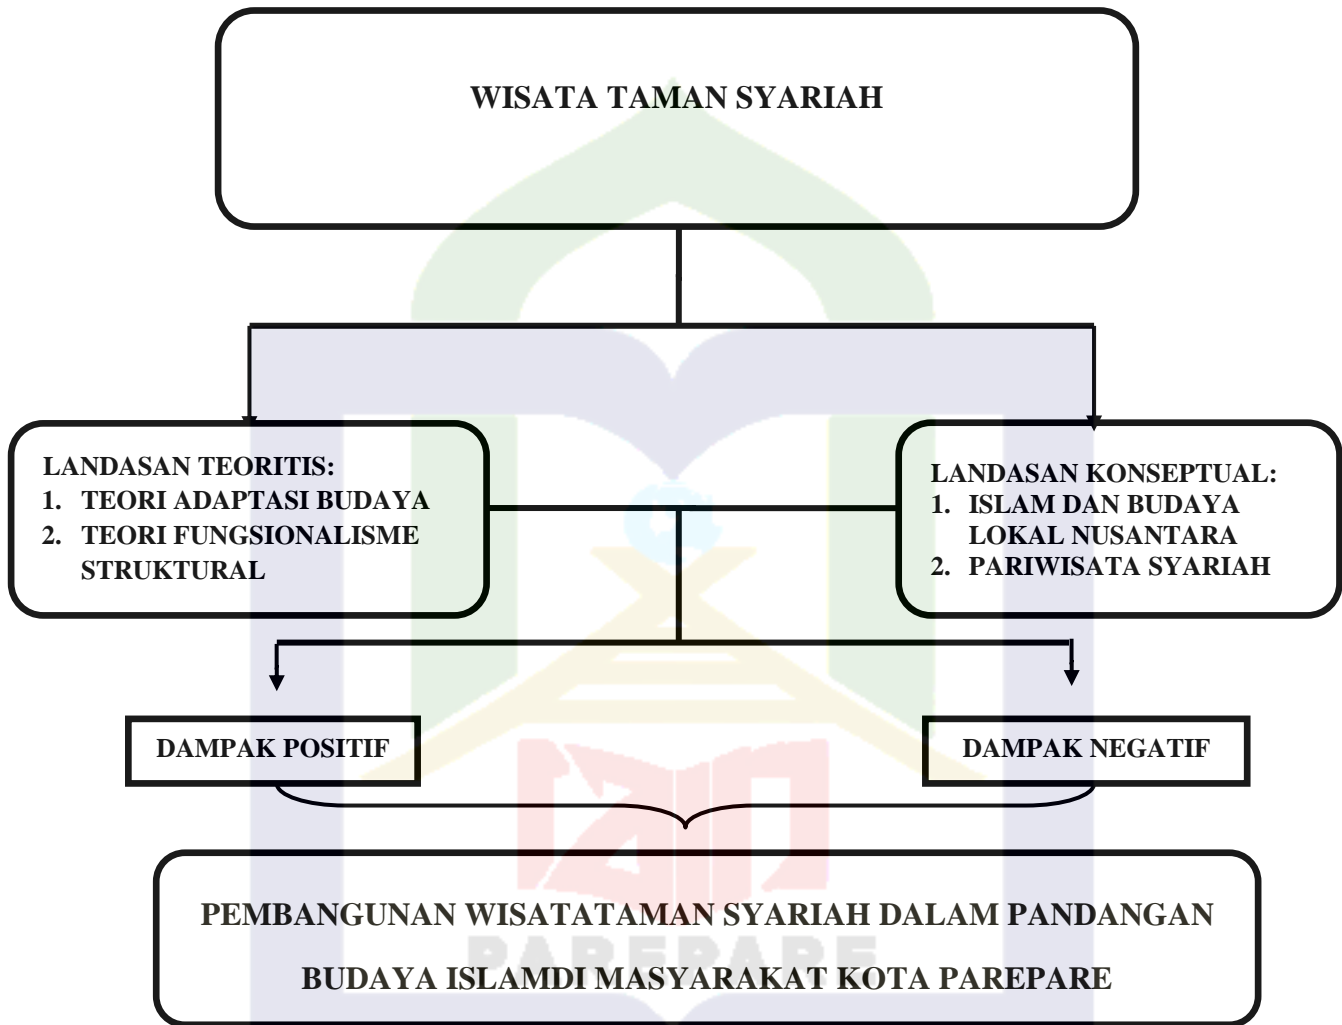 WISATA TAMAN SYARIAH
LANDASAN TEORITIS:
1. TEORI ADAPTASI BUDAYA
2. TEORI FUNGSIONALISME
STRUKTURAL
LANDASAN KONSEPTUAL:
1. ISLAM DAN BUDAYA
LOKAL NUSANTARA
2. PARIWISATA SYARIAH
DAMPAK POSITIF
DAMPAK NEGATIF
PEMBANGUNAN WISATATAMAN SYARIAH DALAM PANDANGAN
PAREPARE
BUDAYA ISLAMDI MASYARAKAT KOTA PAREPARE